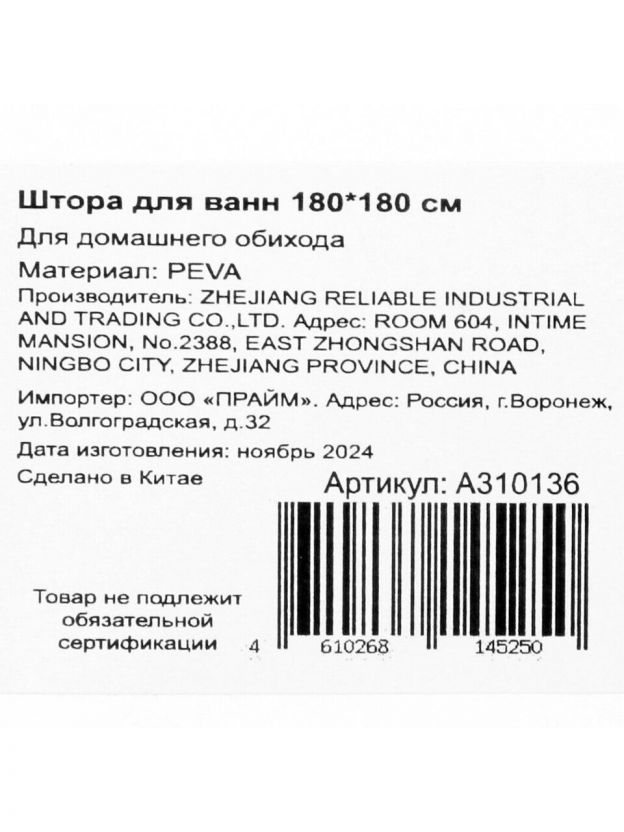 Штора для ванн 180*180 см
Для домашнего обихода
Материал: PEVA
Производитель: ZHEJIANG RELIABLE INDUSTRIAL
AND TRADING CO.,LTD. Адрес: ROOM 604, INTIME
MANSION, No.2388, EAST ZHONGSHAN ROAD,
NINGBO CITY, ZHEJIANG PROVINCE, CHINA
Импортер: ООО «ПРАЙМ». Адрес: Россия, г.Воронеж,
ул.Волгоградская, д.32
Дата изготовления: ноябрь 2024
Сделано в Китае
Артикул: A310136
Товар не подлежит
обязательной
сертификации
4 610268 145250